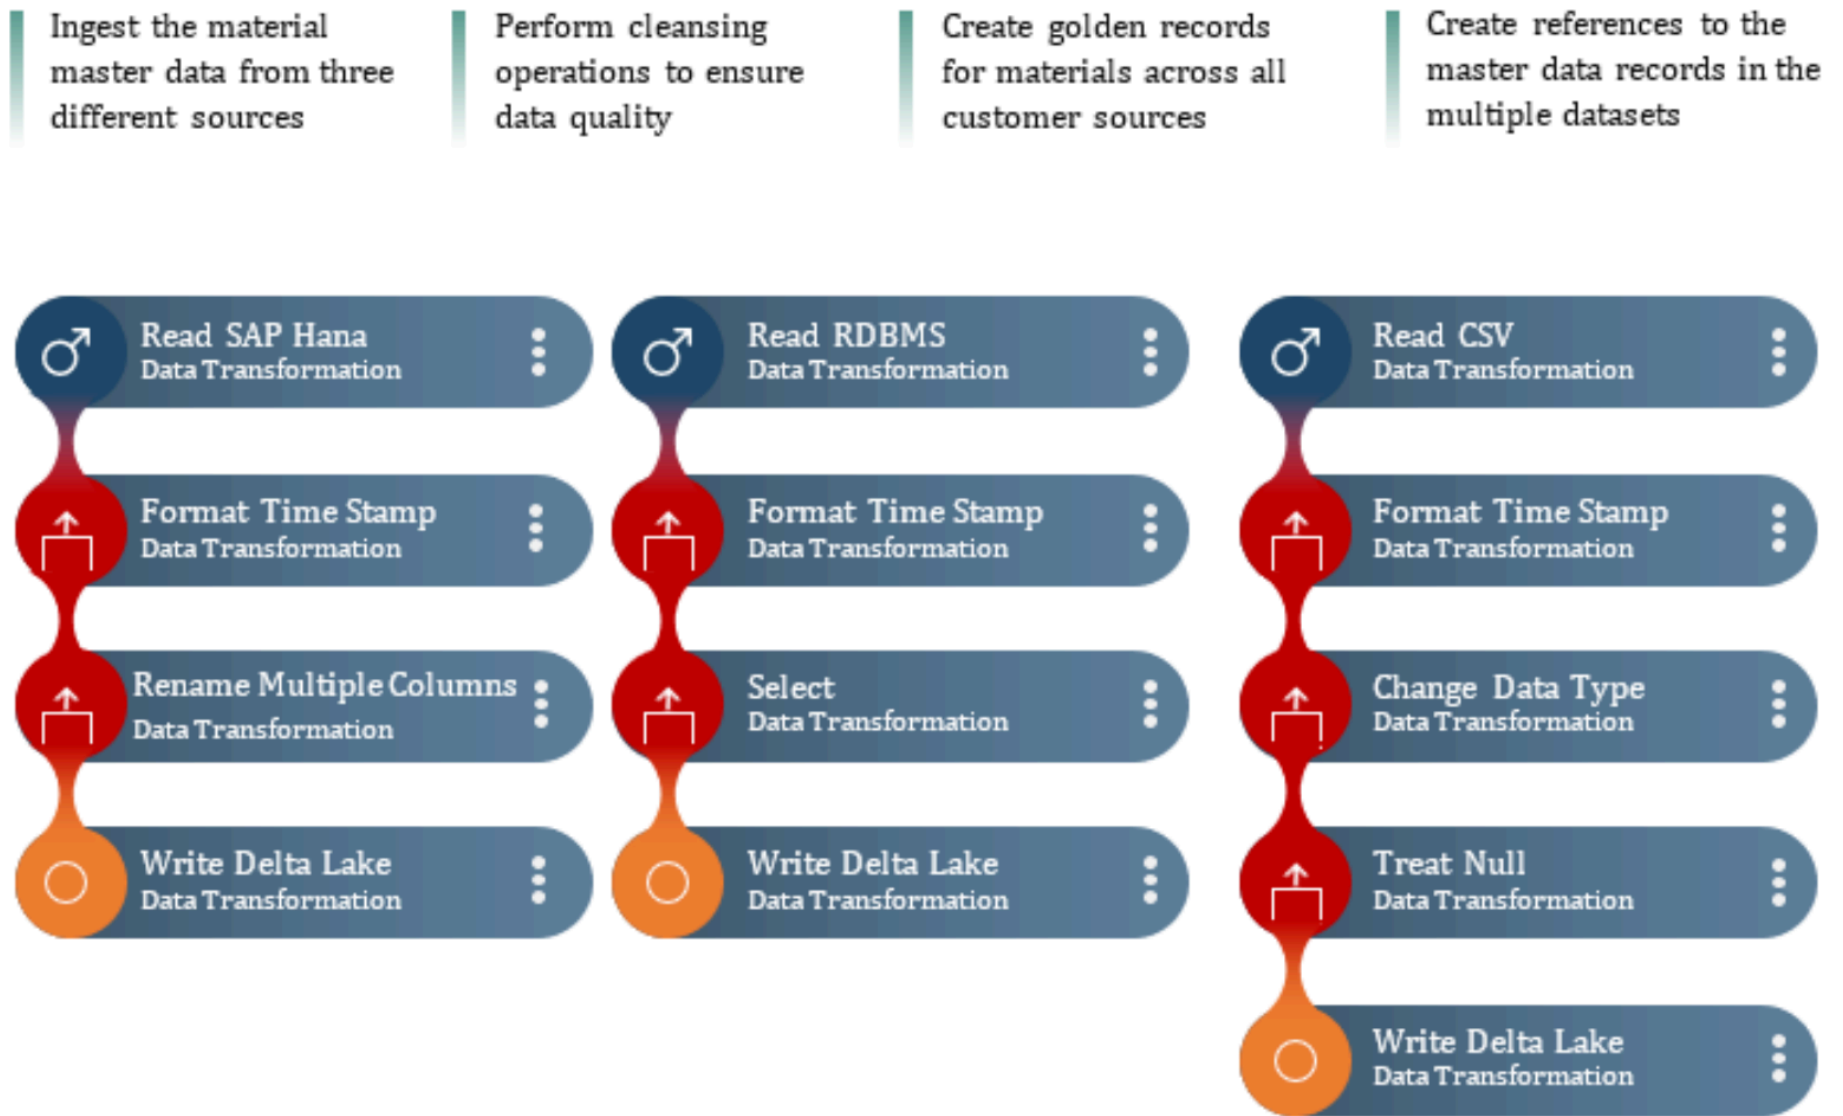 Ingest the material
master data from three
different sources
Perform cleansing
operations to ensure
data quality
Create golden records
for materials across all
customer sources
Create references to the
master data records in the
multiple datasets
Read SAP Hana
Data Transformation
Format Time Stamp
Data Transformation
Rename Multiple Columns
Data Transformation
Write Delta Lake
Data Transformation
Read RDBMS
Data Transformation
Format Time Stamp
Data Transformation
Select
Data Transformation
Write Delta Lake
Data Transformation
Read CSV
Data Transformation
Format Time Stamp
Data Transformation
Change Data Type
Data Transformation
Treat Null
Data Transformation
Write Delta Lake
Data Transformation